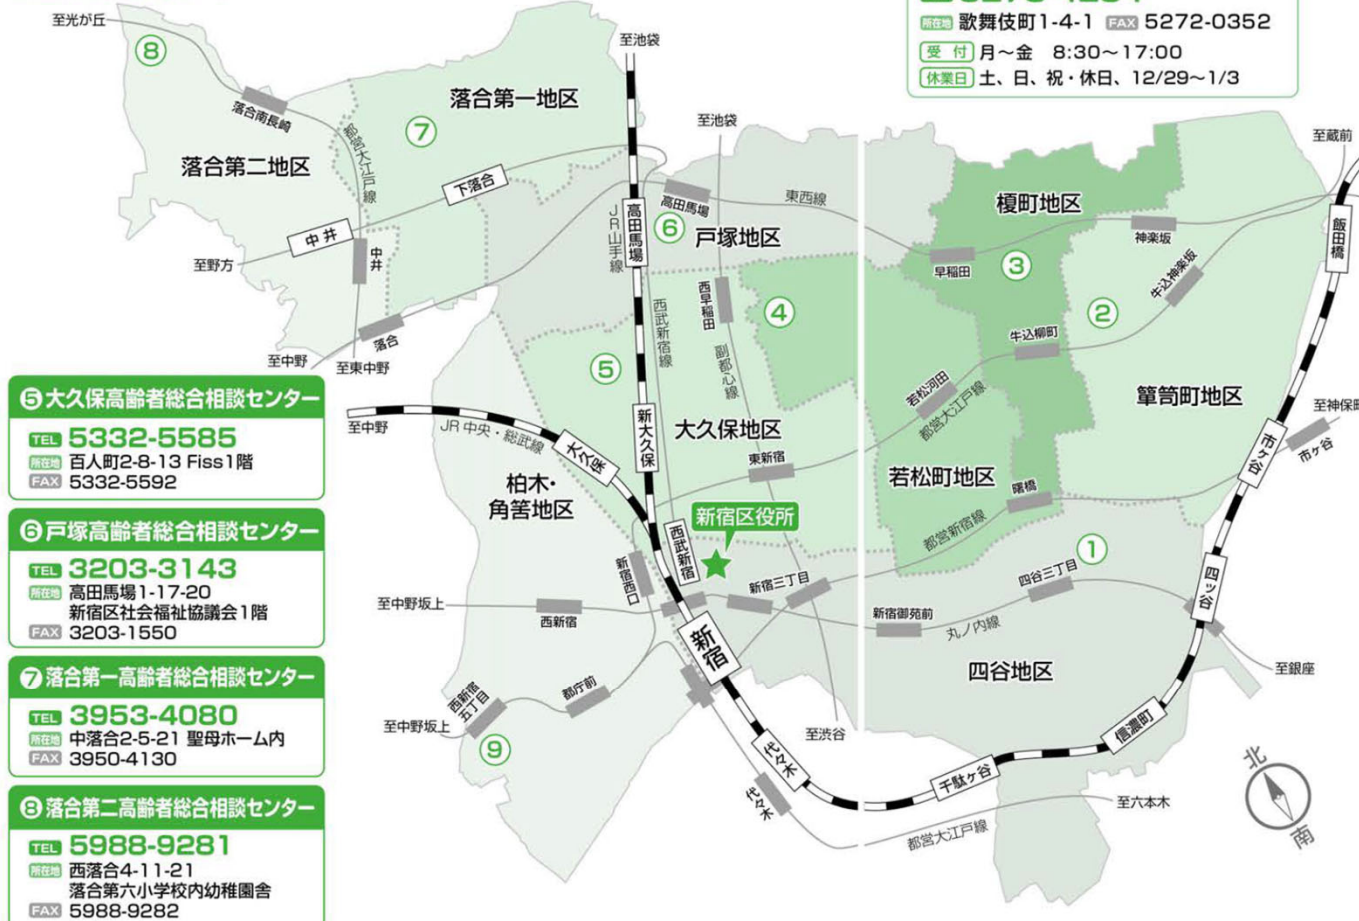 所在地 歌舞伎町1-4-1 FAX 5272-0352
受付 月～金 8:30～17:00
休業日 土、日、祝・休日、12/29～1/3
至光が丘
⑧
落合南長崎
都営大江戸線
落合第二地区
落合第一地区
⑦
至池袋
下落合
中井
中井
至野方
落合
至中野
至東中野
JR山手線
高田馬場
高田馬場
⑥
戸塚地区
至池袋
東西線
西武新宿線
西早稲田
副都心線
④
⑤
榎町地区
早稲田
③
神楽坂
牛込神楽坂
②
牛込柳町
至蔵前
飯田橋
若松河田
都営大江戸線
簞笥町地区
至神保町
市ヶ谷
市ヶ谷
至中野
JR中央・総武線
大久保
新大久保
大久保地区
東新宿
若松町地区
曙橋
都営新宿線
柏木・
角筈地区
新宿区役所
西武新宿
新宿西口
新宿三丁目
①
四谷三丁目
四ッ谷
至中野坂上
西新宿
新宿御苑前
丸ノ内線
新宿
四谷地区
至銀座
西新宿
五丁目
都庁前
至中野坂上
⑨
至渋谷
代々木
代々木
千駄ヶ谷
信濃町
至六本木
都営大江戸線
北
南
⑤大久保高齢者総合相談センター
TEL 5332-5585
所在地 百人町2-8-13 Fiss1階
FAX 5332-5592
⑥戸塚高齢者総合相談センター
TEL 3203-3143
所在地 高田馬場1-17-20
新宿区社会福祉協議会1階
FAX 3203-1550
⑦落合第一高齢者総合相談センター
TEL 3953-4080
所在地 中落合2-5-21 聖母ホーム内
FAX 3950-4130
⑧落合第二高齢者総合相談センター
TEL 5988-9281
所在地 西落合4-11-21
落合第六小学校内幼稚園舎
FAX 5988-9282